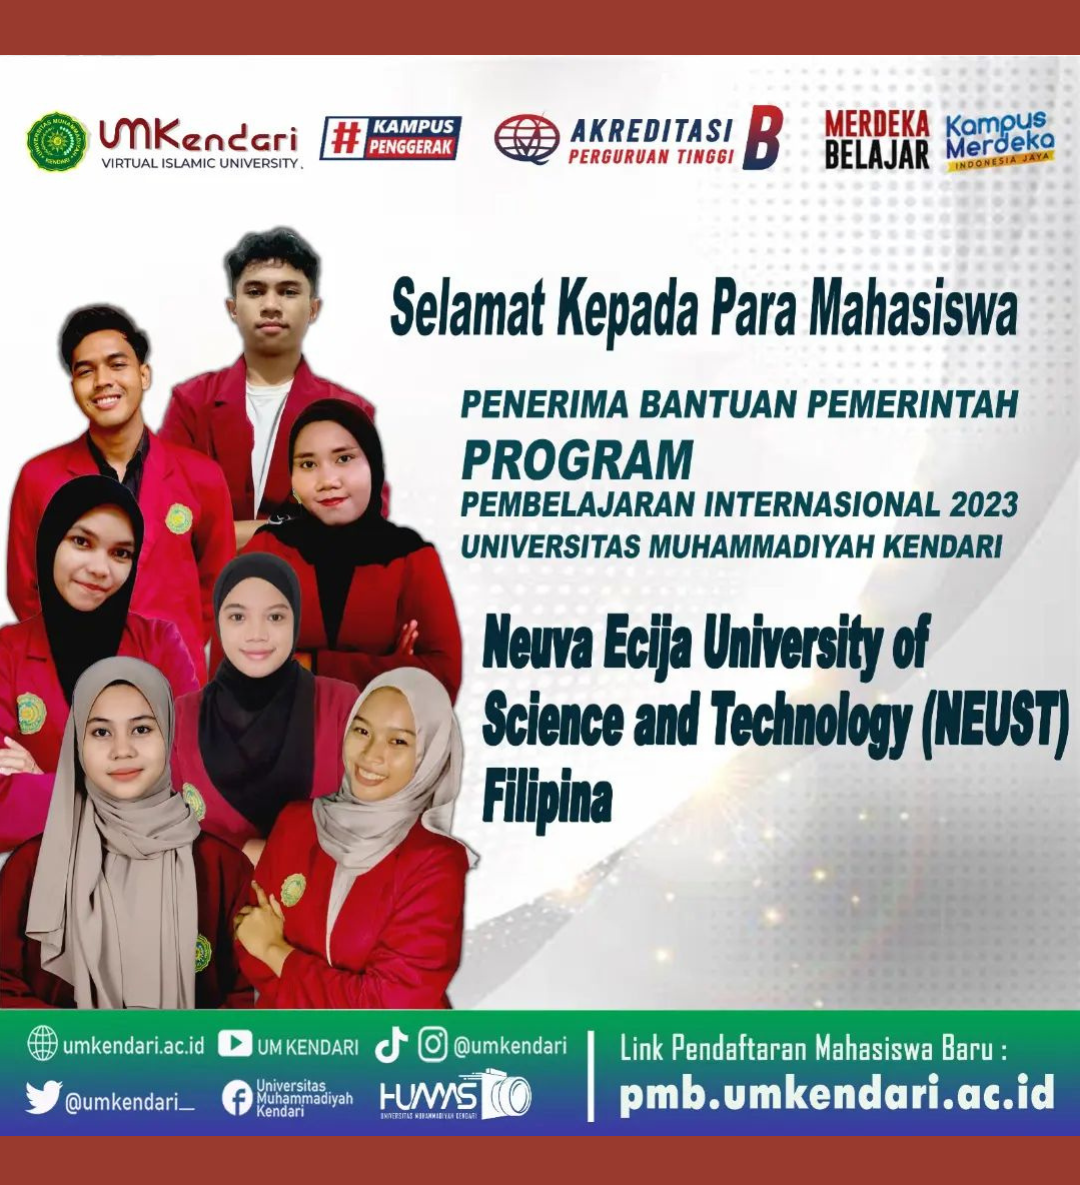 UMKendari
VIRTUAL ISLAMIC UNIVERSITY.
# KAMPUS
PENGGERAK
AKREDITASI
PERGURUAN TINGGI B
MERDEKA
BELAJAR
Kampus
Merdeka
INDONESIA JAYA
Selamat Kepada Para Mahasiswa
PENERIMA BANTUAN PEMERINTAH
PROGRAM
PEMBELAJARAN INTERNASIONAL 2023
UNIVERSITAS MUHAMMADIYAH KENDARI
Neuva Ecija University of
Science and Technology (NEUST)
Filipina
umkendari.ac.id
UM KENDARI
@umkendari
@umkendari_
Universitas
Muhammadiyah
Kendari
HUMAS
UNIVERSITAS MUHAMMADIYAH KENDARI
Link Pendaftaran Mahasiswa Baru :
pmb.umkendari.ac.id